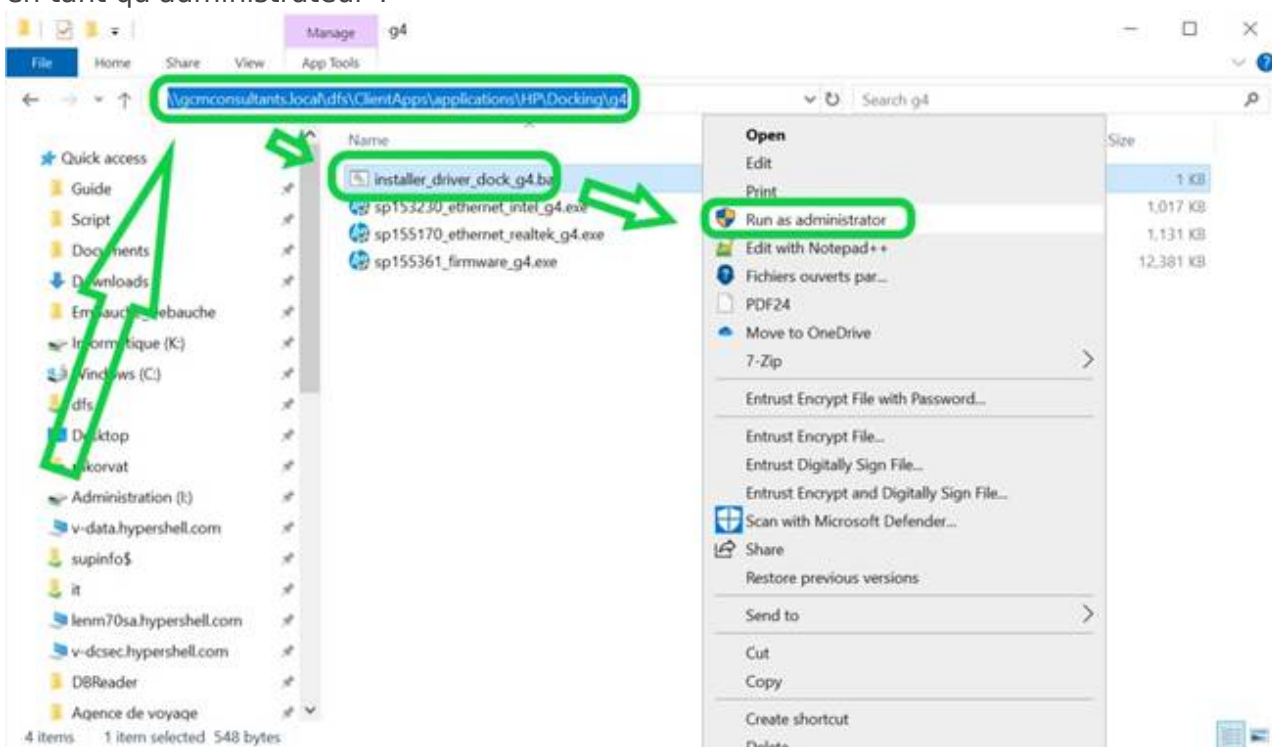 en tant qu'administrateur :
Manage g4
File Home Share View App Tools
\\gcmconsultants.local\dfs\ClientApps\applications\HP\Docking\g4
Search g4
Name
Size
installer_driver_dock_g4.ba
1 KB
sp153230_ethernet_intel_g4.exe
1,017 KB
sp155170_ethernet_realtek_g4.exe
1,131 KB
sp155361_firmware_g4.exe
12,381 KB
Quick access
Guide
Script
Documents
Downloads
Informatique (K:)
Windows (C:)
dfs
Desktop
Administration (I:)
v-data.hypershell.com
supinfo$
it
lenm70sa.hypershell.com
v-dcsec.hypershell.com
DBReader
Agence de voyage
Open
Edit
Print
Run as administrator
Edit with Notepad++
Fichiers ouverts par...
PDF24
Move to OneDrive
7-Zip
Entrust Encrypt File with Password...
Entrust Encrypt File...
Entrust Digitally Sign File...
Entrust Encrypt and Digitally Sign File...
Scan with Microsoft Defender...
Share
Restore previous versions
Send to
Cut
Copy
Create shortcut
Delete
4 items 1 item selected 548 bytes